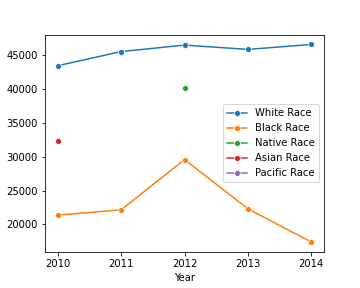 45000
40000
35000
30000
25000
20000
White Race
Black Race
Native Race
Asian Race
Pacific Race
2010 2011 2012 2013 2014
Year